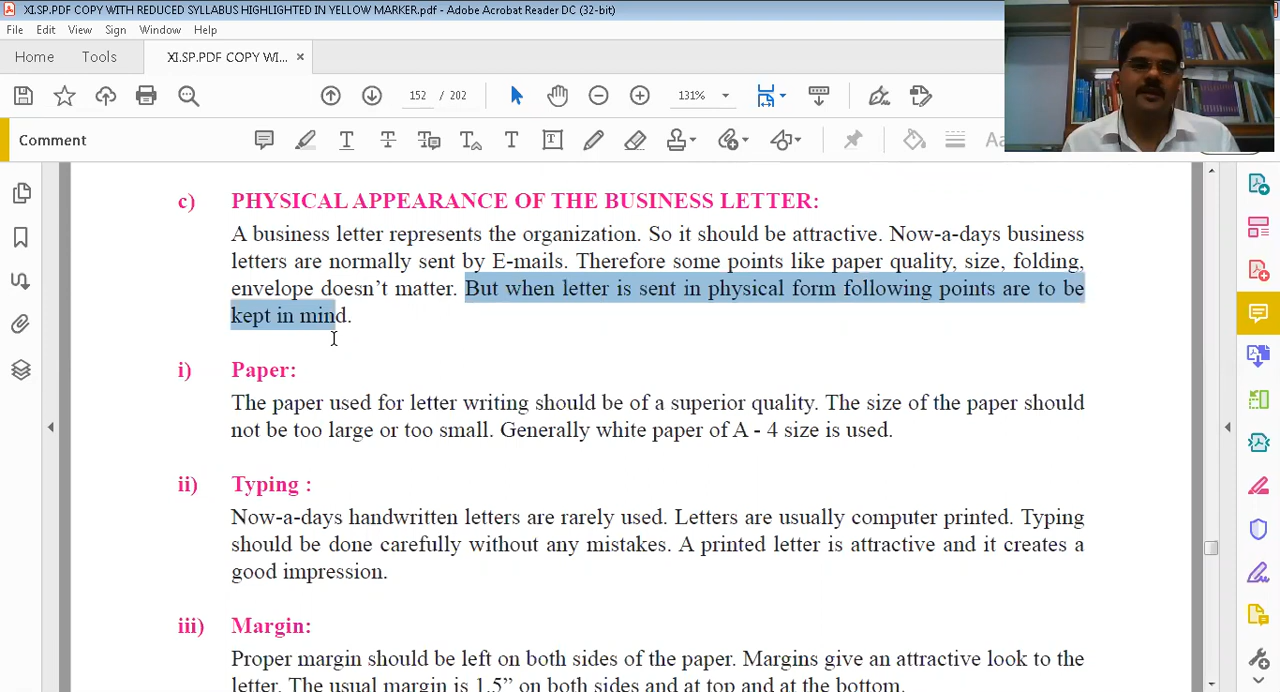 XI.SP.PDF COPY WITH REDUCED SYLLABUS HIGHLIGHTED IN YELLOW MARKER.pdf - Adobe Acrobat Reader DC (32-bit)
File Edit View Sign Window Help
Home Tools XI.SP.PDF COPY WI... ×
152 / 202 131%
Comment
c) PHYSICAL APPEARANCE OF THE BUSINESS LETTER:
A business letter represents the organization. So it should be attractive. Now-a-days business
letters are normally sent by E-mails. Therefore some points like paper quality, size, folding,
envelope doesn’t matter. But when letter is sent in physical form following points are to be
kept in mind.
i) Paper:
The paper used for letter writing should be of a superior quality. The size of the paper should
not be too large or too small. Generally white paper of A - 4 size is used.
ii) Typing :
Now-a-days handwritten letters are rarely used. Letters are usually computer printed. Typing
should be done carefully without any mistakes. A printed letter is attractive and it creates a
good impression.
iii) Margin:
Proper margin should be left on both sides of the paper. Margins give an attractive look to the
letter. The usual margin is 1.5” on both sides and at top and at the bottom.